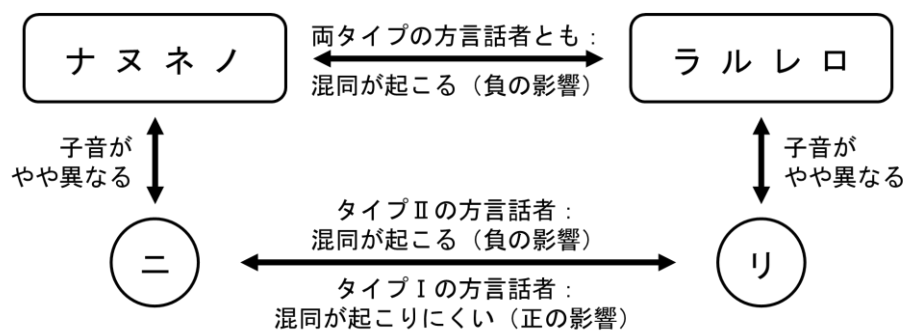 ナ ヌ ネ ノ
両タイプの方言話者とも：
混同が起こる（負の影響）
ラ ル レ ロ
子音が
やや異なる
子音が
やや異なる
ニ
タイプⅡの方言話者：
混同が起こる（負の影響）
タイプⅠの方言話者：
混同が起こりにくい（正の影響）
リ